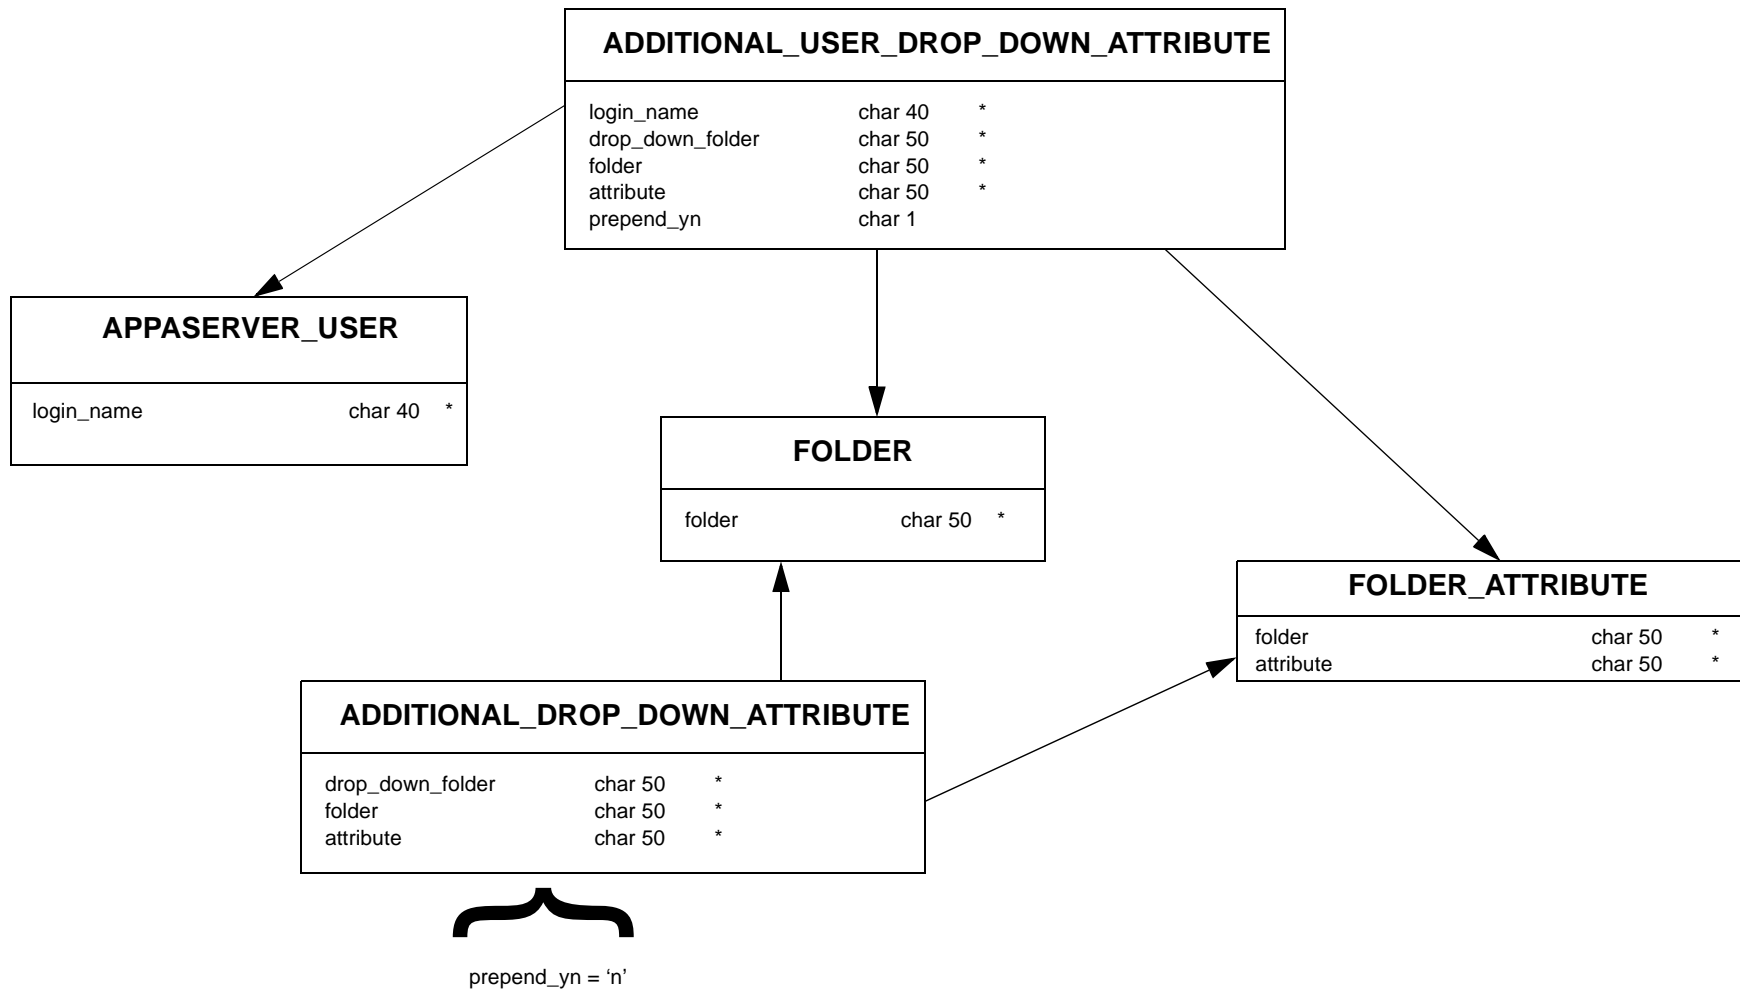 ADDITIONAL_USER_DROP_DOWN_ATTRIBUTE
login_name char 40 *
drop_down_folder char 50 *
folder char 50 *
attribute char 50 *
prepend_yn char 1
APPASERVER_USER
login_name char 40 *
FOLDER
folder char 50 *
FOLDER_ATTRIBUTE
folder char 50 *
attribute char 50 *
ADDITIONAL_DROP_DOWN_ATTRIBUTE
drop_down_folder char 50 *
folder char 50 *
attribute char 50 *
prepend_yn = ‘n’